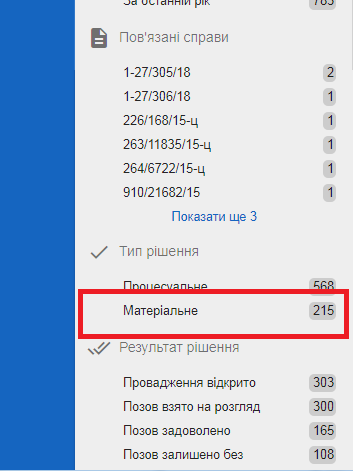 За останній рік 785
Пов'язані справи
1-27/305/18 2
1-27/306/18 1
226/168/15-ц 1
263/11835/15-ц 1
264/6722/15-ц 1
910/21682/15 1
Показати ще 3
Тип рішення
Процесуальне 568
Матеріальне 215
Результат рішення
Провадження відкрито 303
Позов взято на розгляд 300
Позов задоволено 165
Позов залишено без 108